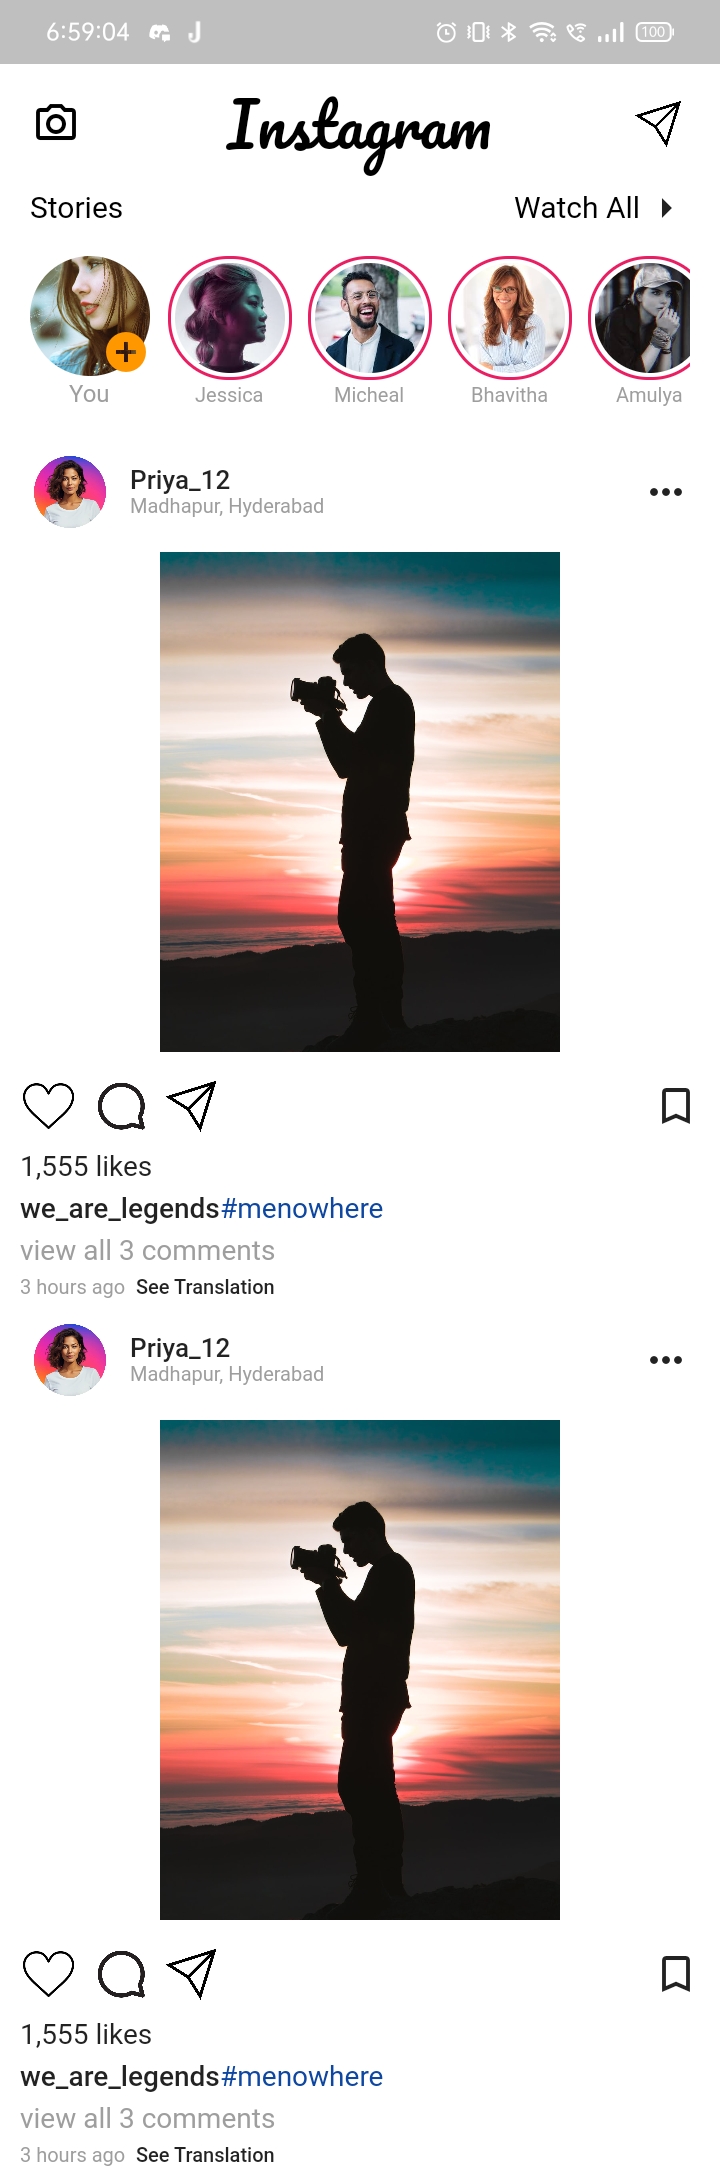 6:59:04
100
Instagram
Stories
Watch All
You
Jessica
Micheal
Bhavitha
Amulya
Priya_12
Madhapur, Hyderabad
1,555 likes
we_are_legends#menowhere
view all 3 comments
3 hours ago See Translation
Priya_12
Madhapur, Hyderabad
1,555 likes
we_are_legends#menowhere
view all 3 comments
3 hours ago See Translation